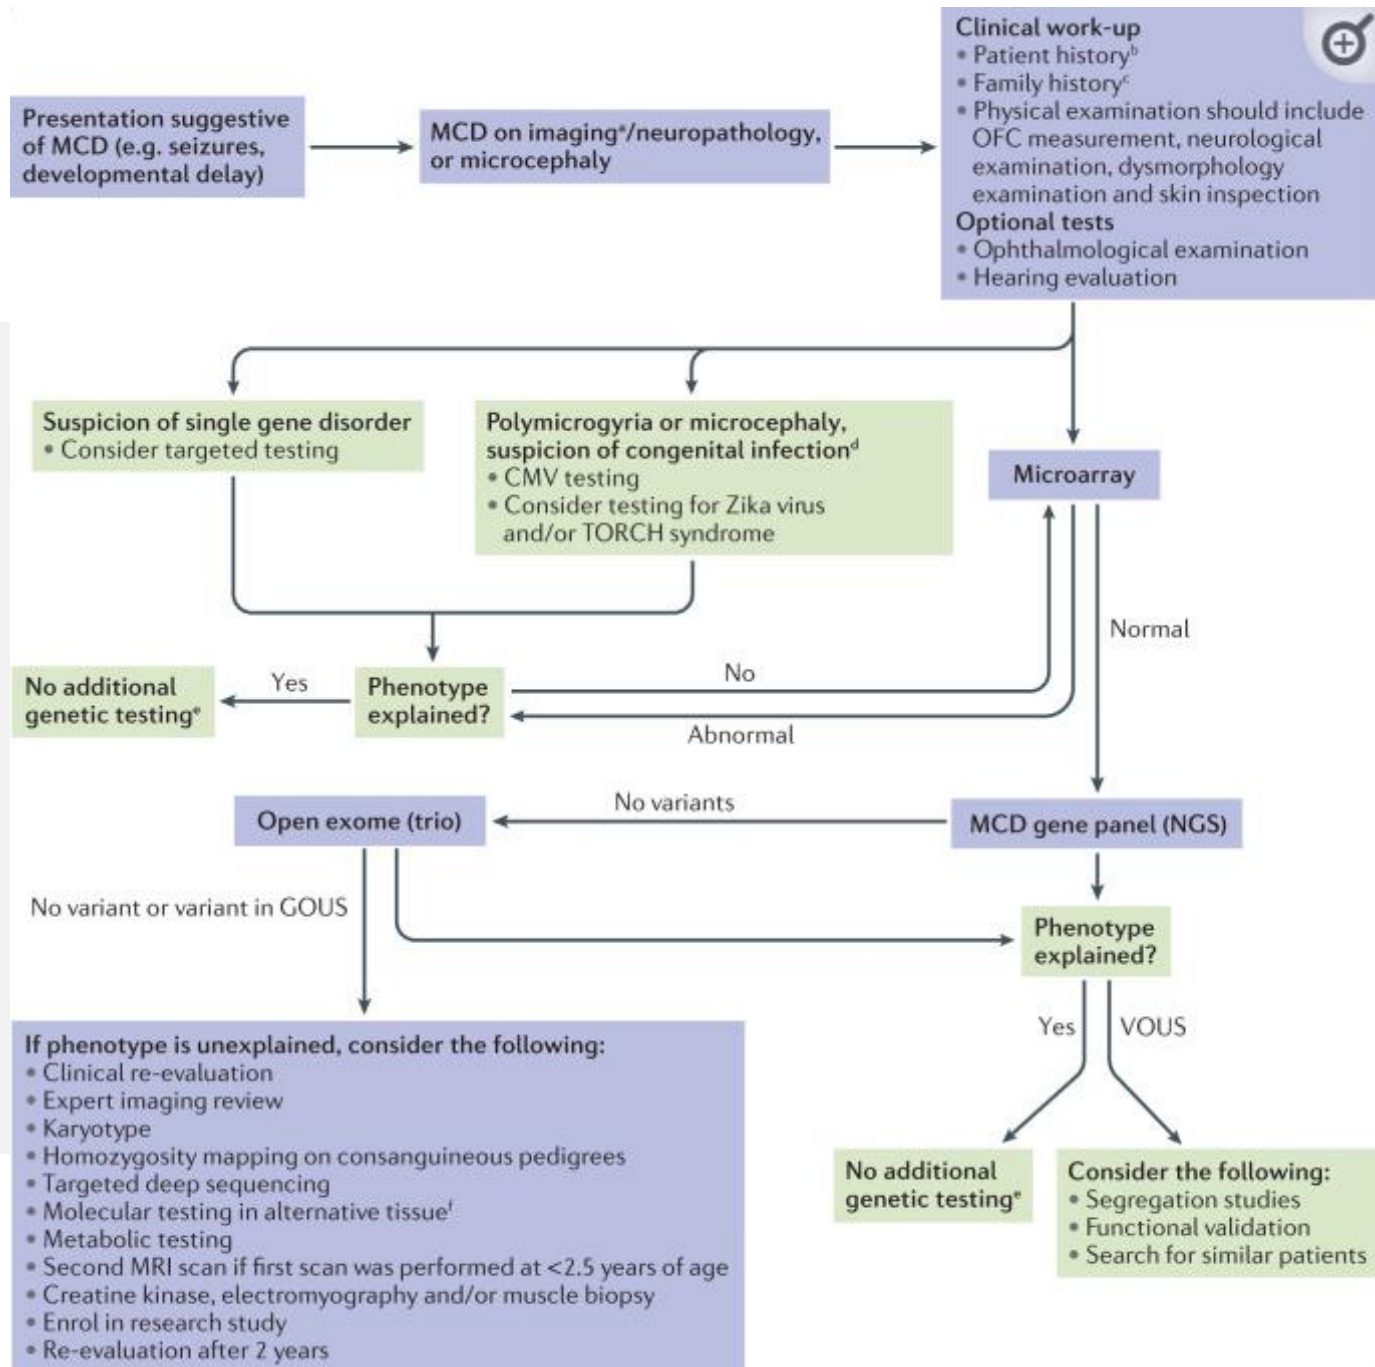 Presentation suggestive
of MCD (e.g. seizures,
developmental delay)
MCD on imagingᵃ/neuropathology,
or microcephaly
Clinical work-up
• Patient historyᵇ
• Family historyᶜ
• Physical examination should include
OFC measurement, neurological
examination, dysmorphology
examination and skin inspection
Optional tests
• Ophthalmological examination
• Hearing evaluation
Suspicion of single gene disorder
• Consider targeted testing
Polymicrogyria or microcephaly,
suspicion of congenital infectionᵈ
• CMV testing
• Consider testing for Zika virus
and/or TORCH syndrome
Microarray
Normal
No additional
genetic testingᵉ
Yes
Phenotype
explained?
No
Abnormal
Open exome (trio)
No variants
MCD gene panel (NGS)
No variant or variant in GOUS
Phenotype
explained?
Yes
VOUS
If phenotype is unexplained, consider the following:
• Clinical re-evaluation
• Expert imaging review
• Karyotype
• Homozygosity mapping on consanguineous pedigrees
• Targeted deep sequencing
• Molecular testing in alternative tissueᶠ
• Metabolic testing
• Second MRI scan if first scan was performed at <2.5 years of age
• Creatine kinase, electromyography and/or muscle biopsy
• Enrol in research study
• Re-evaluation after 2 years
No additional
genetic testingᵉ
Consider the following:
• Segregation studies
• Functional validation
• Search for similar patients